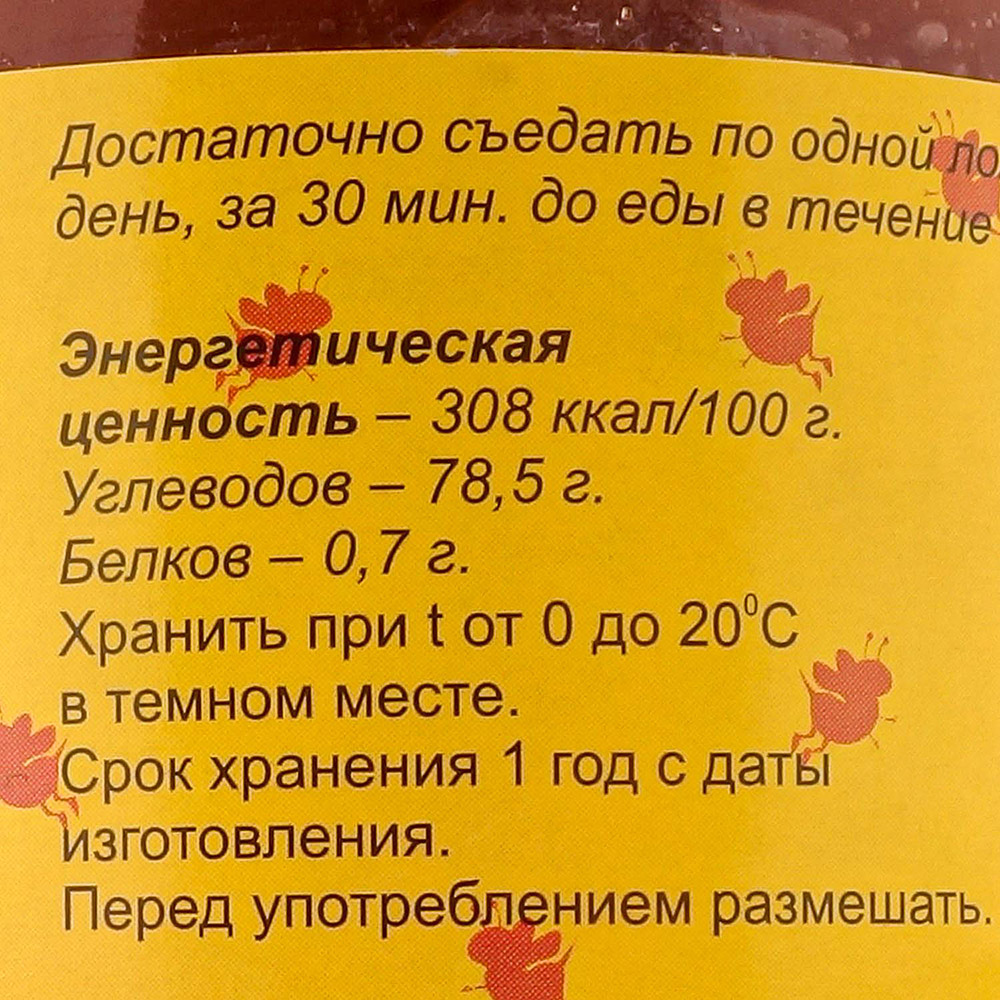 Достаточно съедать по одной
день, за 30 мин. до еды в течение
Энергетическая
ценность – 308 ккал/100 г.
Углеводов – 78,5 г.
Белков – 0,7 г.
Хранить при t от 0 до 20⁰С
в темном месте.
Срок хранения 1 год с даты
изготовления.
Перед употреблением размешать.